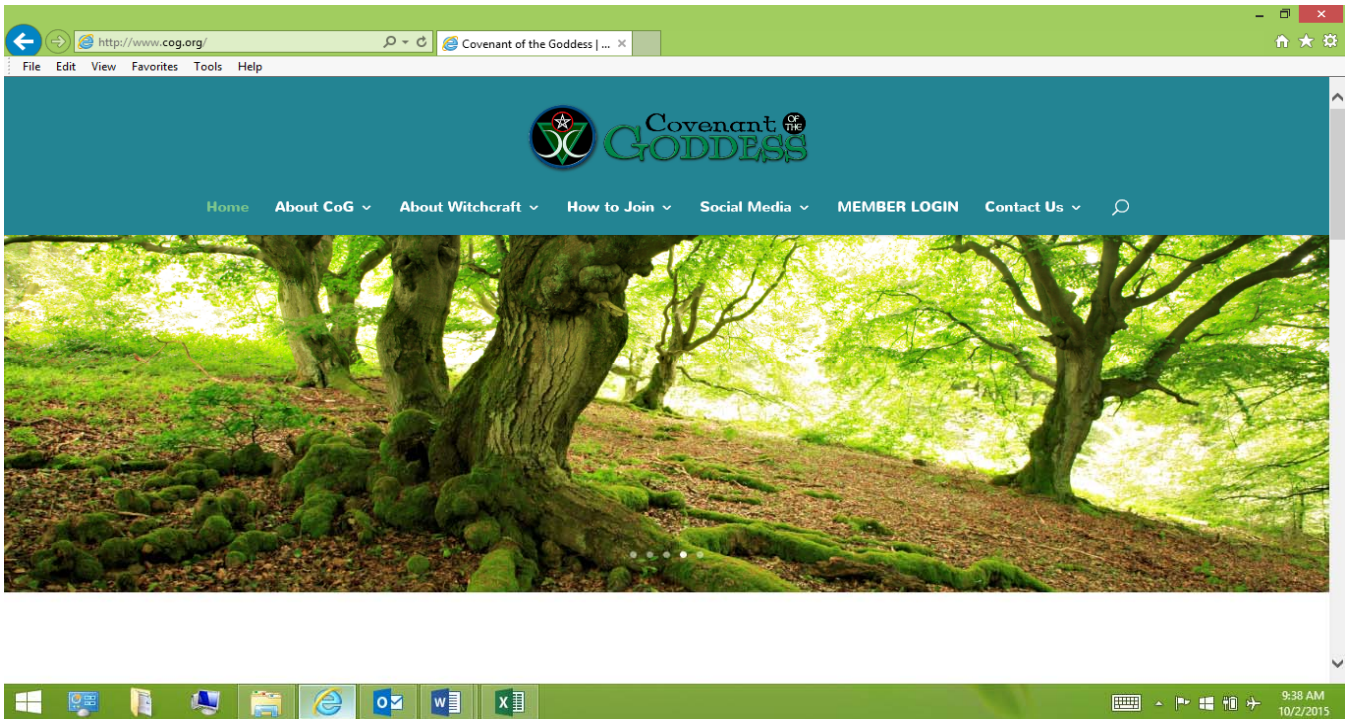 http://www.cog.org/
Covenant of the Goddess | ...
File Edit View Favorites Tools Help
Covenant OF THE
GODDESS
Home About CoG About Witchcraft How to Join Social Media MEMBER LOGIN Contact Us
9:38 AM
10/2/2015